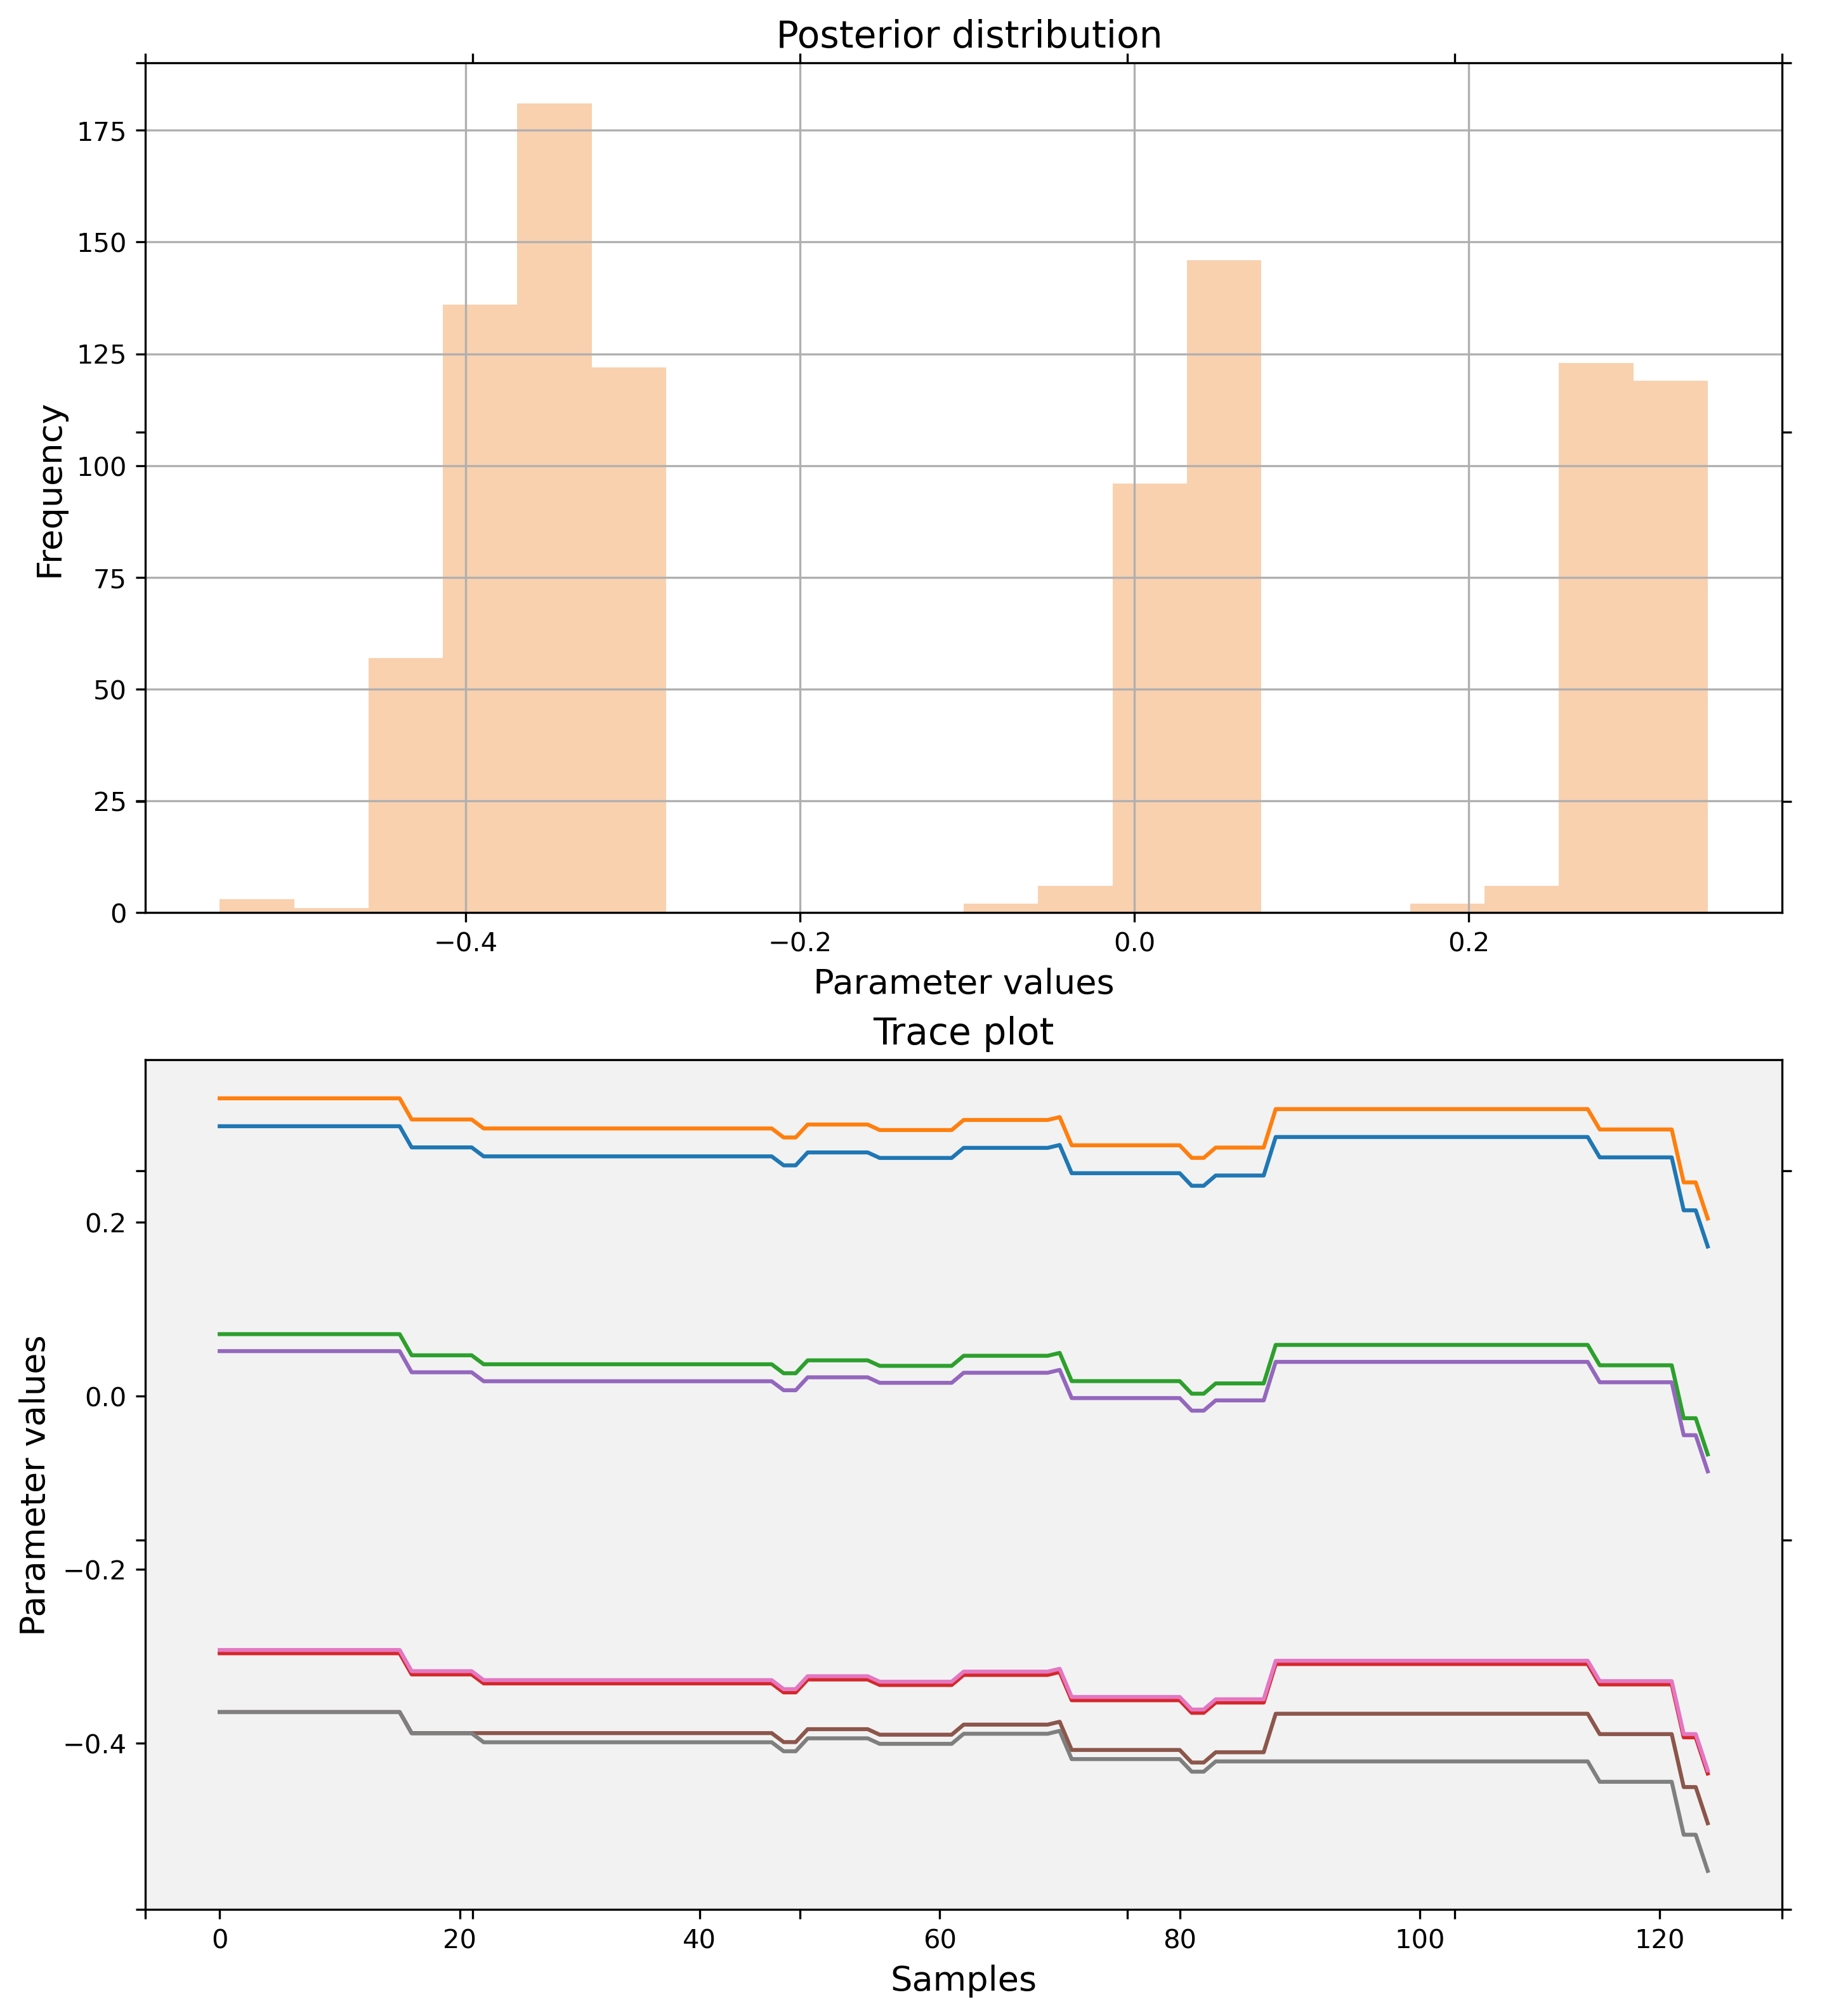 Posterior distribution
175
150
125
100
75
50
25
0
Frequency
−0.4 −0.2 0.0 0.2
Parameter values
Trace plot
0.2
0.0
−0.2
−0.4
Parameter values
0 20 40 60 80 100 120
Samples